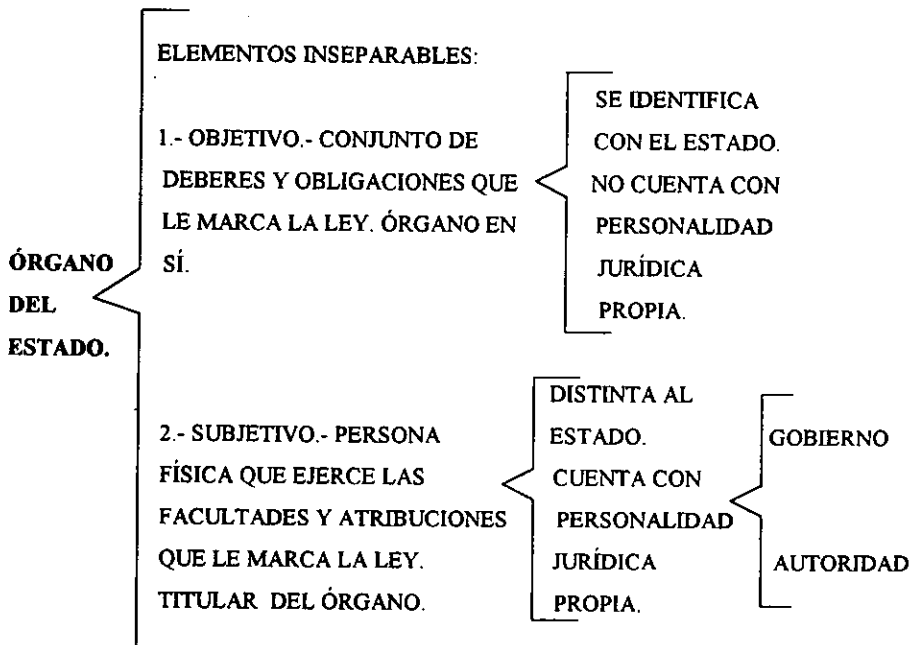 ÓRGANO
DEL
ESTADO.
ELEMENTOS INSEPARABLES:
1.- OBJETIVO.- CONJUNTO DE
DEBERES Y OBLIGACIONES QUE
LE MARCA LA LEY. ÓRGANO EN
SÍ.
SE IDENTIFICA
CON EL ESTADO.
NO CUENTA CON
PERSONALIDAD
JURÍDICA
PROPIA.
2.- SUBJETIVO.- PERSONA
FÍSICA QUE EJERCE LAS
FACULTADES Y ATRIBUCIONES
QUE LE MARCA LA LEY.
TITULAR DEL ÓRGANO.
DISTINTA AL
ESTADO.
CUENTA CON
PERSONALIDAD
JURÍDICA
PROPIA.
GOBIERNO
AUTORIDAD